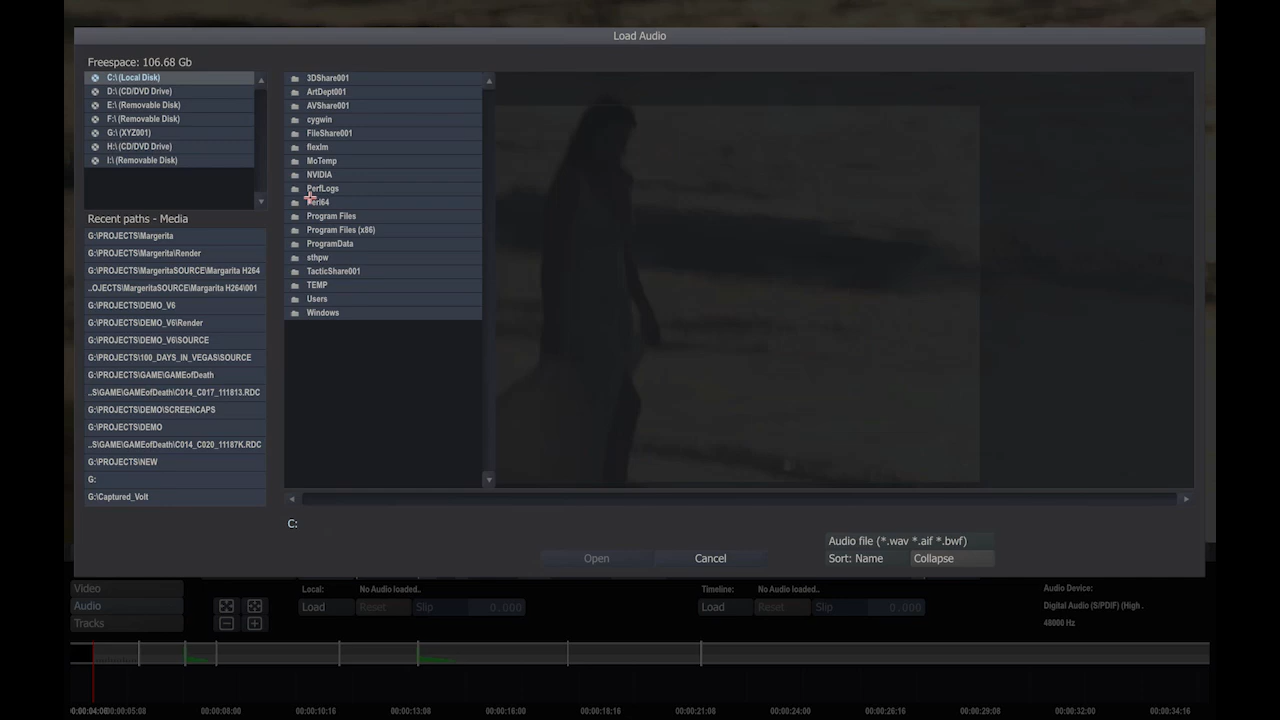 Load Audio
Freespace: 106.68 Gb
C:\ (Local Disk)
D:\ (CD/DVD Drive)
E:\ (Removable Disk)
F:\ (Removable Disk)
G:\ (XYZ001)
H:\ (CD/DVD Drive)
I:\ (Removable Disk)
Recent paths - Media
G:\PROJECTS\Margerita
G:\PROJECTS\Margerita\Render
G:\PROJECTS\MargeritaSOURCE\Margarita H264
..OJECTS\MargeritaSOURCE\Margarita H264\001
G:\PROJECTS\DEMO_V6
G:\PROJECTS\DEMO_V6\Render
G:\PROJECTS\DEMO_V6\SOURCE
G:\PROJECTS\100_DAYS_IN_VEGAS\SOURCE
G:\PROJECTS\GAME\GAMEofDeath
..S\GAME\GAMEofDeath\C014_C017_111813.RDC
G:\PROJECTS\DEMO\SCREENCAPS
G:\PROJECTS\DEMO
..S\GAME\GAMEofDeath\C014_C020_11187K.RDC
G:\PROJECTS\NEW
G:
G:\Captured_Volt
3DShare001
ArtDept001
AVShare001
cygwin
FileShare001
flexlm
MoTemp
NVIDIA
PerfLogs
Perl64
Program Files
Program Files (x86)
ProgramData
sthpw
TacticShare001
TEMP
Users
Windows
C:
Audio file (*.wav *.aif *.bwf)
Open Cancel Sort: Name Collapse
Video
Audio
Tracks
Local: No Audio loaded..
Load Reset Slip 0.000
Timeline: No Audio loaded..
Load Reset Slip 0.000
Audio Device:
Digital Audio (S/PDIF) (High .
48000 Hz
00:00:08:00 00:00:10:16 00:00:13:08 00:00:16:00 00:00:18:16 00:00:21:08 00:00:24:00 00:00:26:16 00:00:29:08 00:00:32:00 00:00:34:16